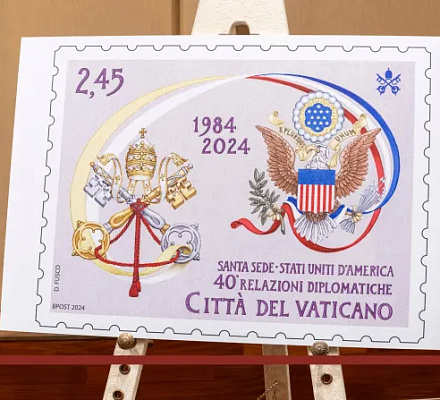 2,45
1984
2024
E PLURIBUS UNUM
SANTA SEDE·STATI UNITI D'AMERICA
40° RELAZIONI DIPLOMATICHE
CITTÀ DEL VATICANO
D. FUSCO
BPOST 2024